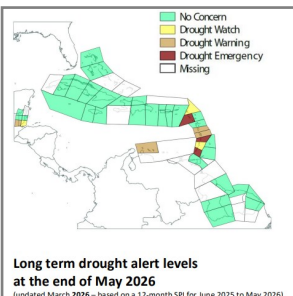 No Concern
Drought Watch
Drought Warning
Drought Emergency
Missing
Long term drought alert levels
at the end of May 2026
(updated March 2026 – based on a 12-month SPI for June 2025 to May 2026)